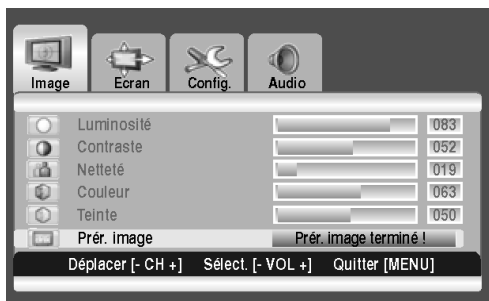 Image Ecran Config. Audio
Luminosité 083
Contraste 052
Netteté 019
Couleur 063
Teinte 050
Prér. image Prér. image terminé !
Déplacer [- CH +] Sélect. [- VOL +] Quitter [MENU]